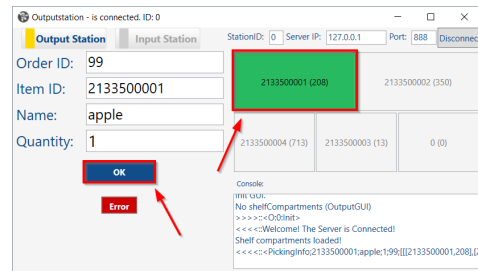 Outputstation - is connected. ID: 0
Output Station Input Station StationID: 0 Server IP: 127.0.0.1 Port: 888 Disconnec
Order ID: 99
Item ID: 2133500001
Name: apple
Quantity: 1
OK
Error
2133500001 (208) 2133500002 (350)
2133500004 (713) 2133500003 (13) 0 (0)
Console:
Init GUI:
No shelfCompartments (OutputGUI)
>>>>::<O:0:Init>
<<<<::<Welcome! The Server is Connected!
Shelf compartments loaded!
<<<<::<PickingInfo;2133500001;apple;1;99;[[[2133500001,208],[2